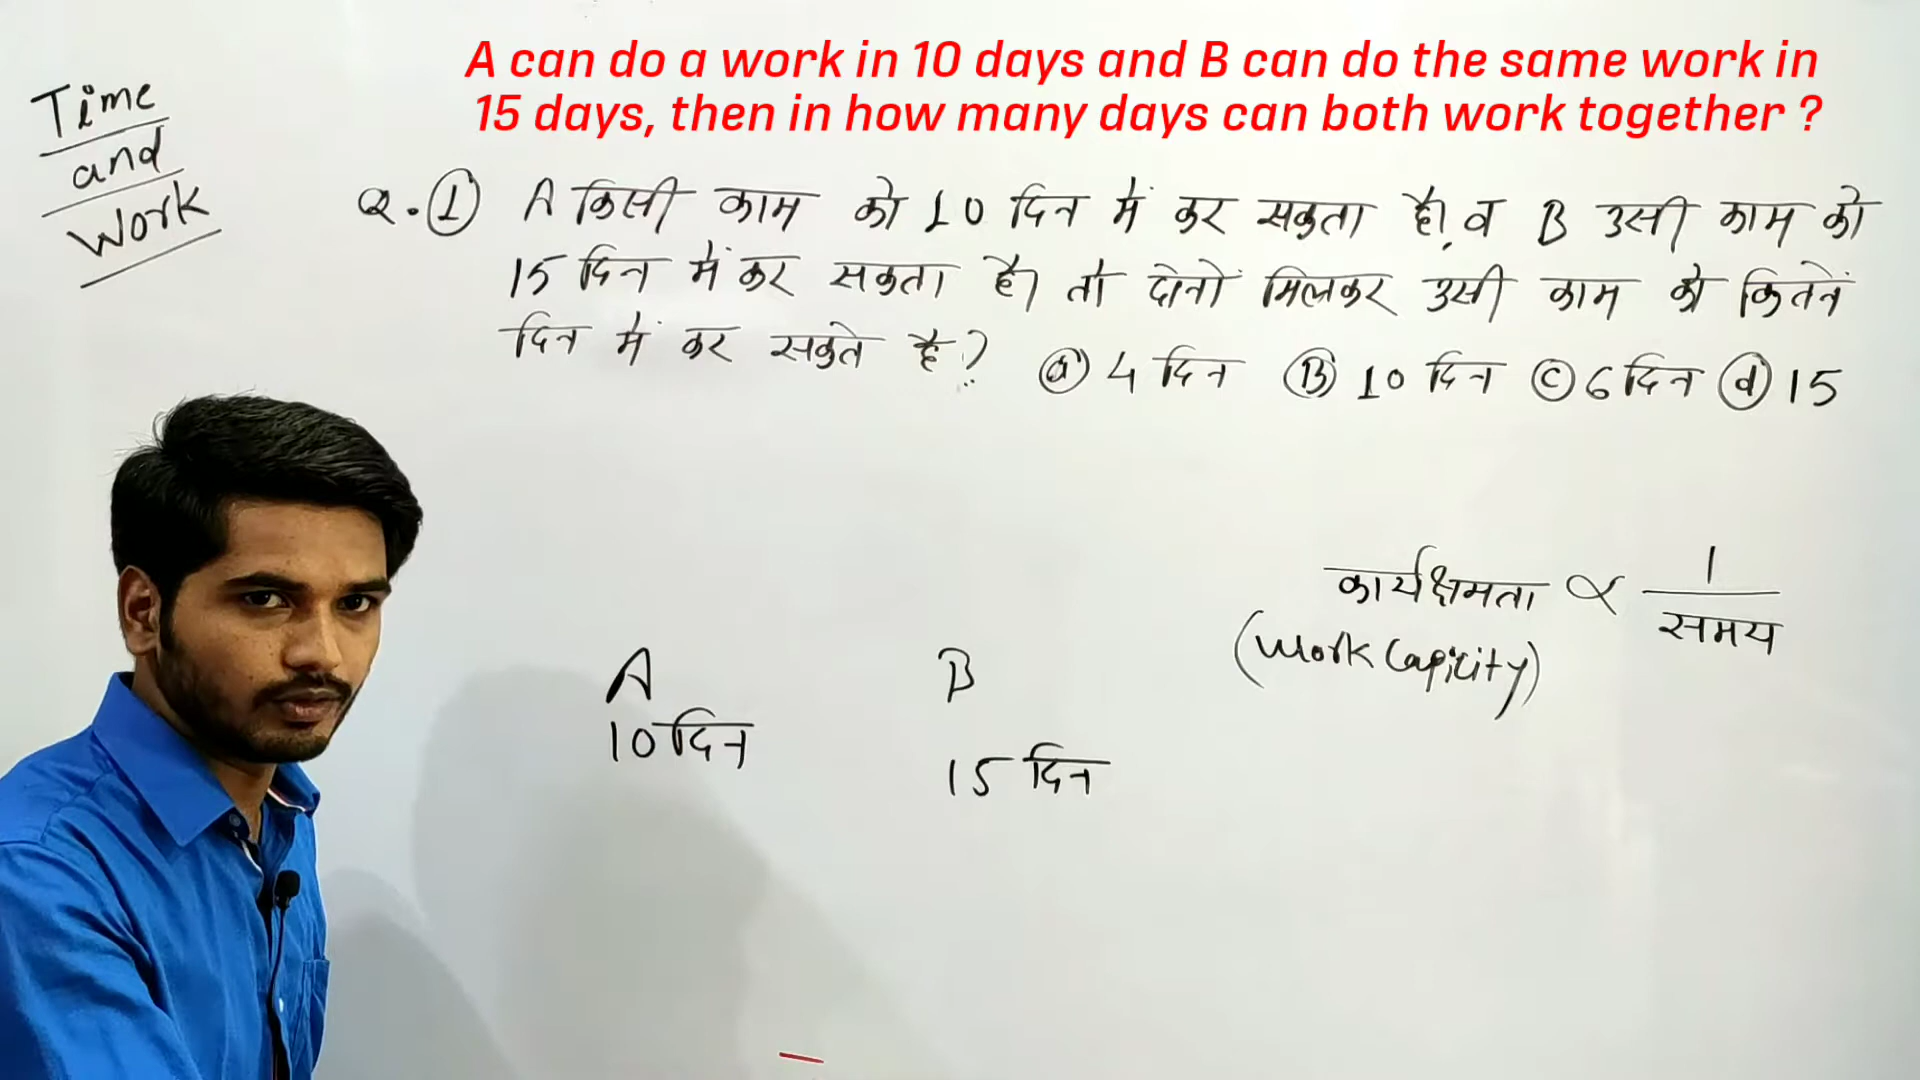 A can do a work in 10 days and B can do the same work in
15 days, then in how many days can both work together ?
Time
and
Work
Q. ① A किसी काम को 10 दिन में कर सकता है, व B उसी काम को
15 दिन में कर सकता है। तो दोनों मिलकर उसी काम को कितनें
दिन में कर सकते है ? ⓐ 4 दिन Ⓑ 10 दिन Ⓒ 6 दिन ⓓ 15
कार्यक्षमता ∝ 1/समय
(Work Capicity)
A B
10 दिन 15 दिन